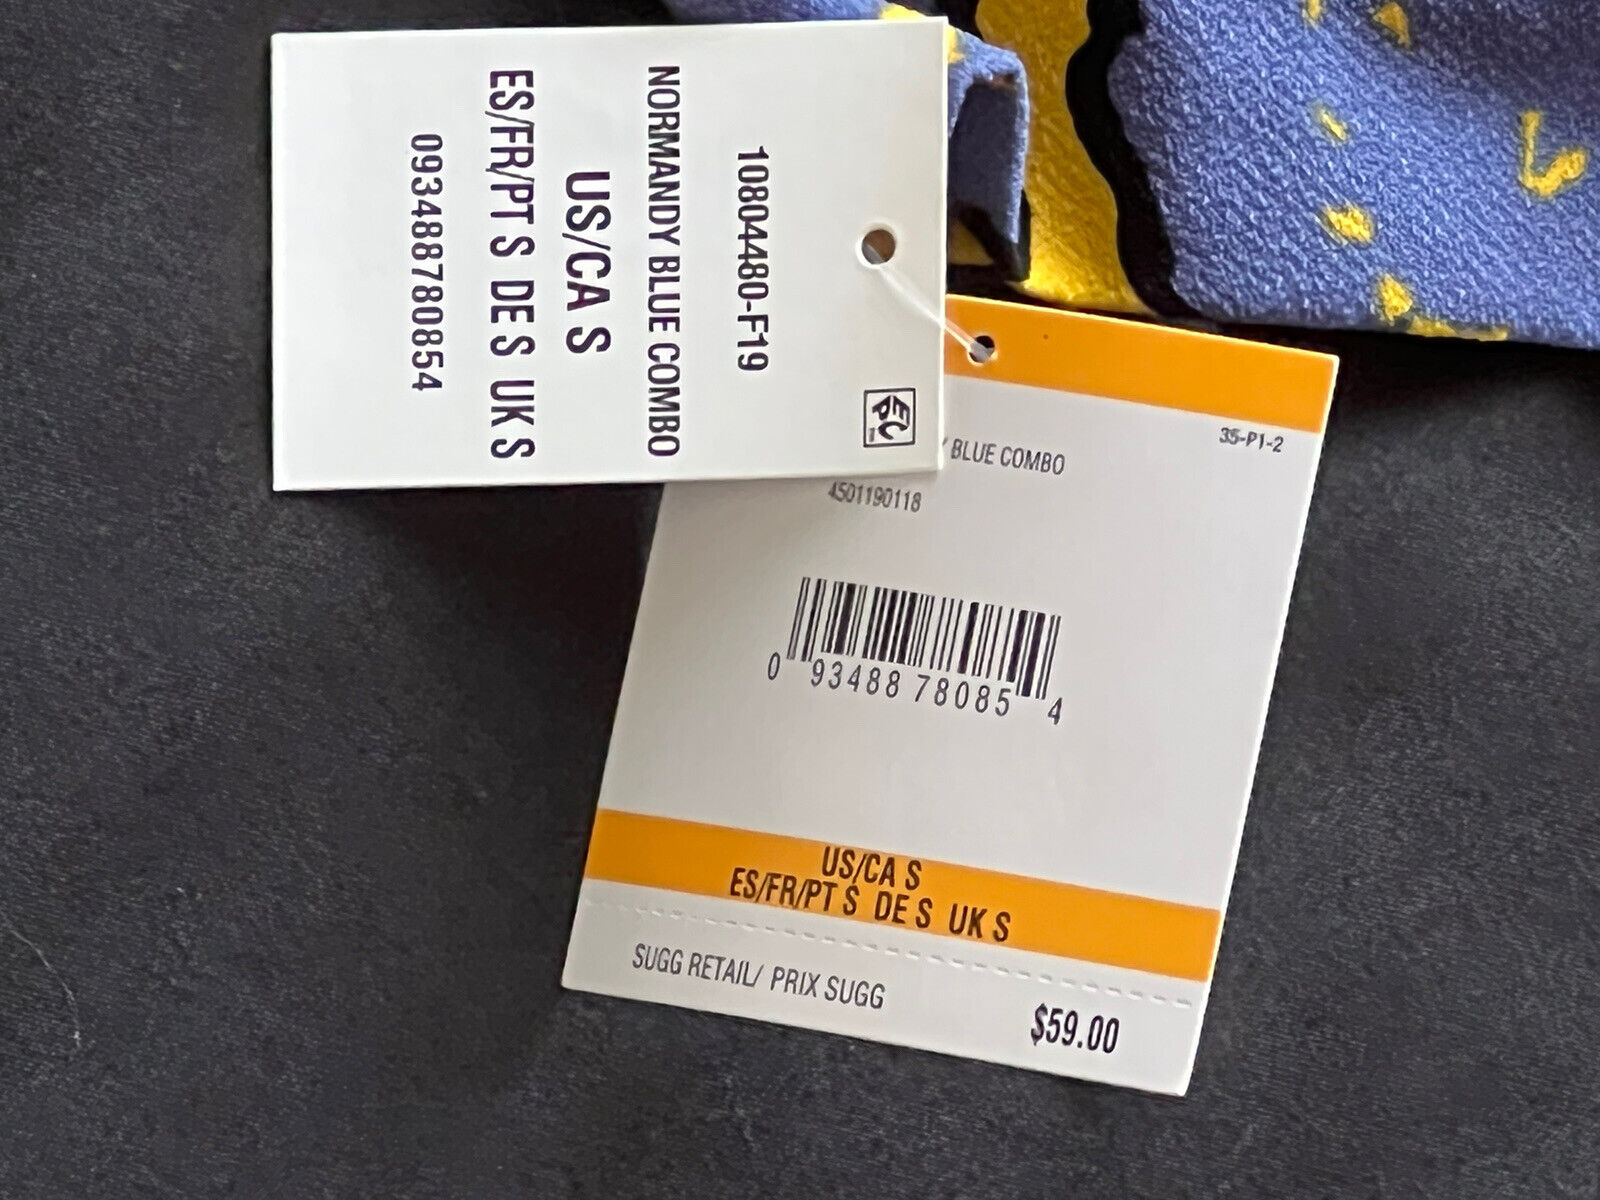 10804480-F19
NORMANDY BLUE COMBO
US/CA S
ES/FR/PT S DE S UK S
093488780854
EPC
35-P1-2
BLUE COMBO
4501190118
0 93488 78085 4
US/CA S
ES/FR/PT S DE S UK S
SUGG RETAIL/ PRIX SUGG
$59.00